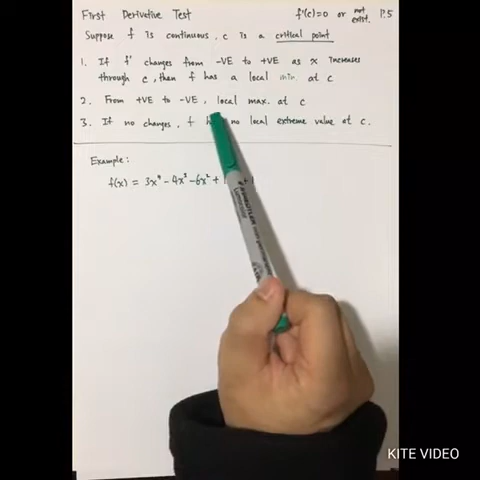 First Derivative Test f'(c)=0 or not exist. P.5
Suppose f is continuous, c is a critical point
1. If f' changes from -VE to +VE as x increases
through c, then f has a local min. at c
2. From +VE to -VE, local max. at c
3. If no changes, f no local extreme value at c.
Example:
f(x) = 3x⁴ - 4x³ - 6x² +
STAEDTLER
KITE VIDEO